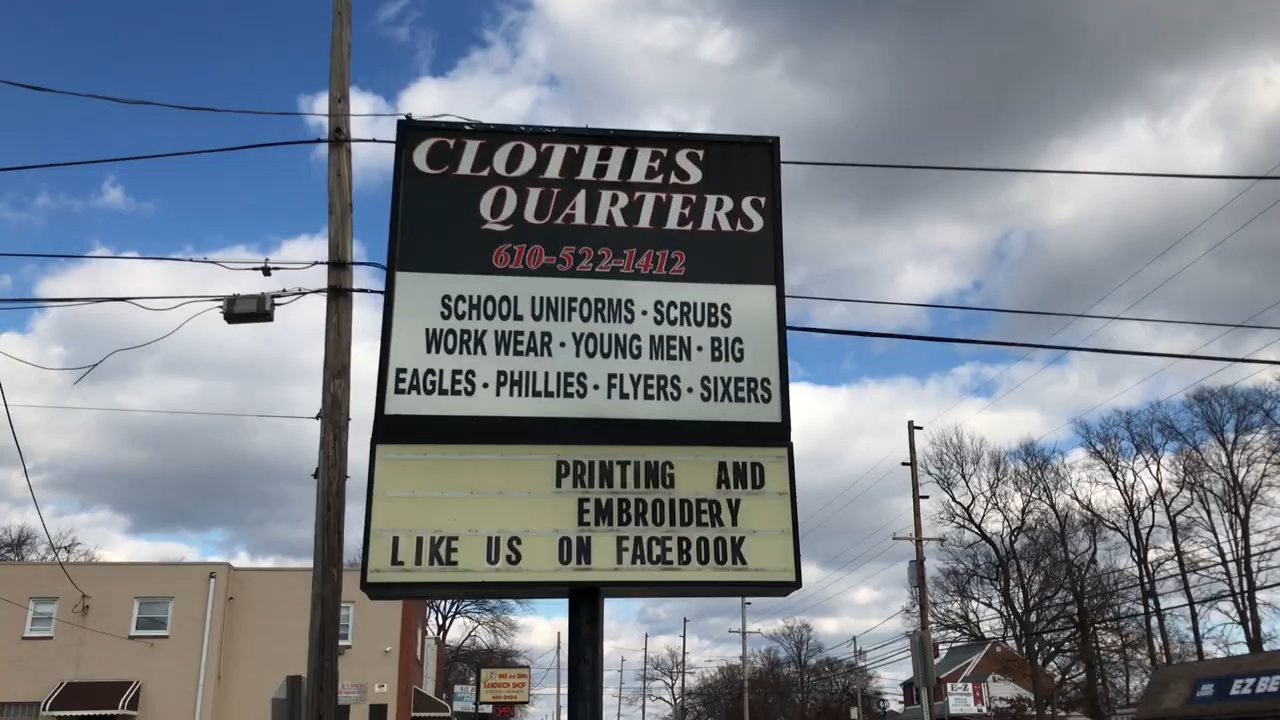 CLOTHES
QUARTERS
610-522-1412
SCHOOL UNIFORMS · SCRUBS
WORK WEAR · YOUNG MEN · BIG
EAGLES · PHILLIES · FLYERS · SIXERS
PRINTING AND
EMBROIDERY
LIKE US ON FACEBOOK
SANDWICH SHOP
OPEN
E-Z
EZ BE